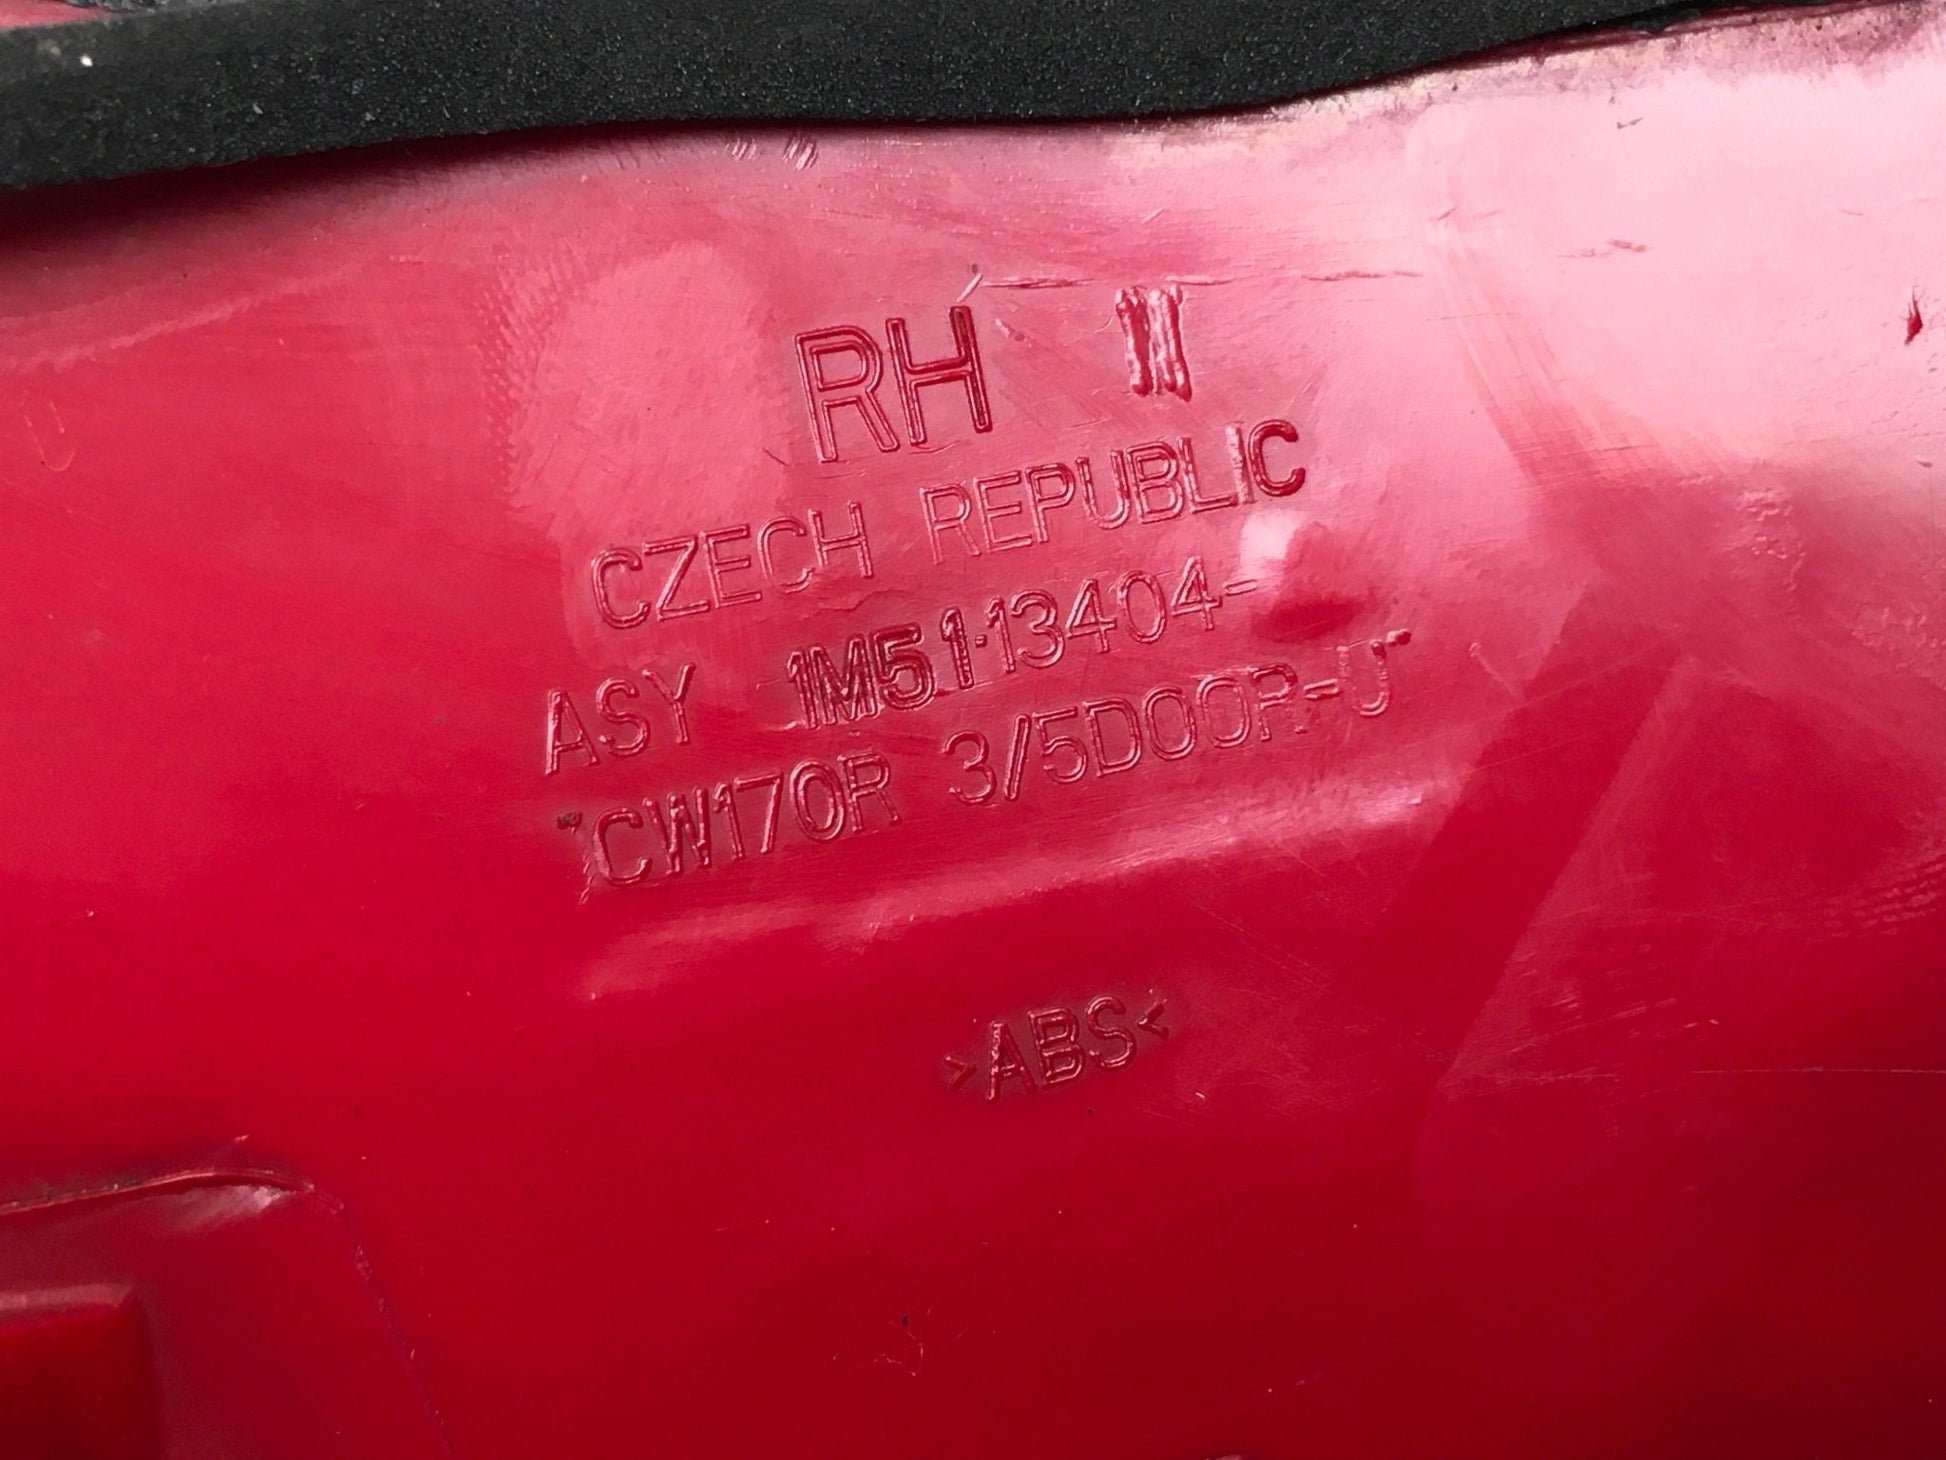 RH
CZECH REPUBLIC
ASY 1M51-13404-
"CW170R 3/5DOOR-U"
>ABS<